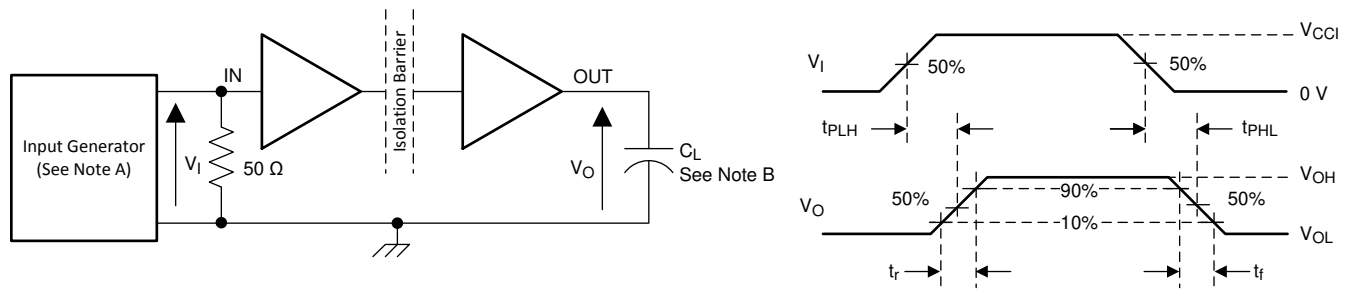 Input Generator
(See Note A)
V_I
IN
50 Ω
Isolation Barrier
OUT
V_O
C_L
See Note B
V_I
50%
50%
V_CCI
0 V
t_PLH
t_PHL
V_O
50%
90%
10%
50%
V_OH
V_OL
t_r
t_f